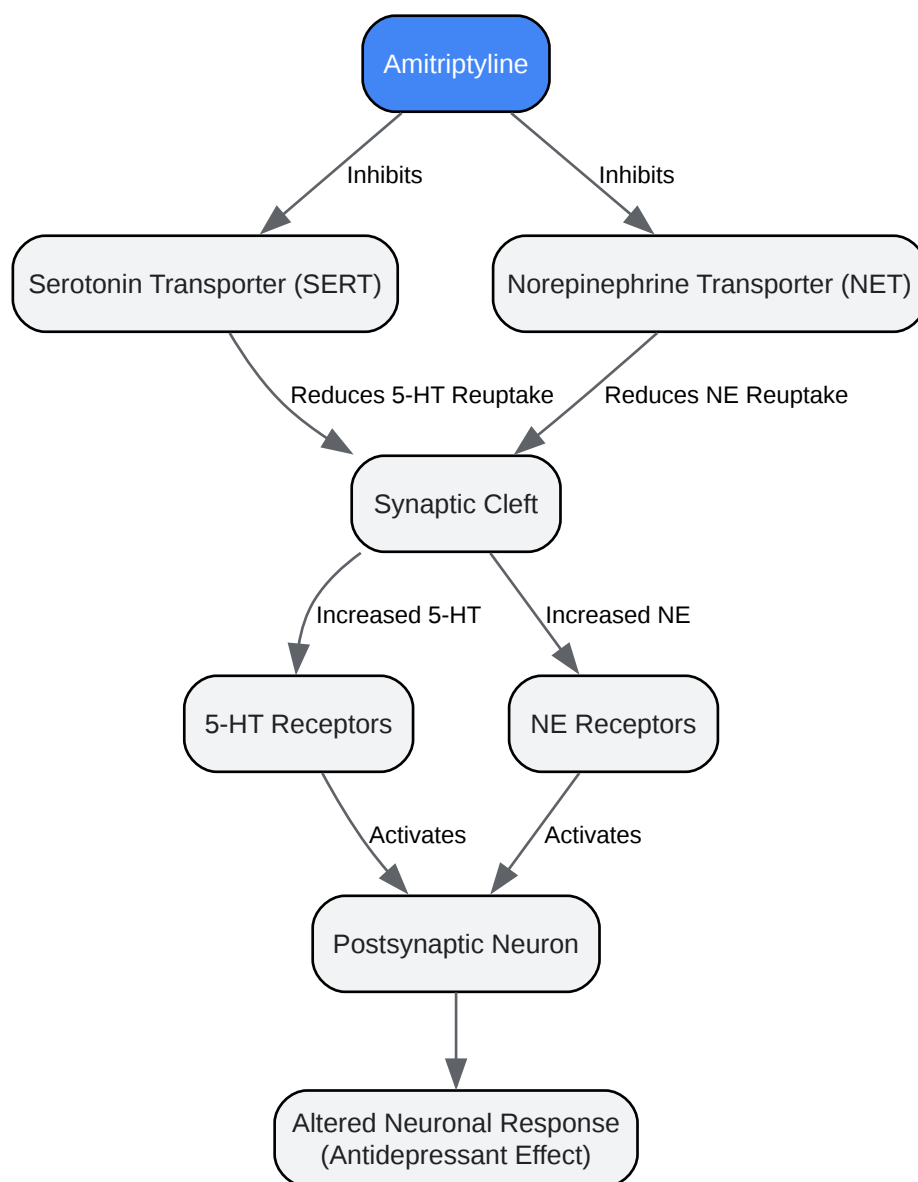 Amitriptyline
Inhibits
Inhibits
Serotonin Transporter (SERT)
Norepinephrine Transporter (NET)
Reduces 5-HT Reuptake
Reduces NE Reuptake
Synaptic Cleft
Increased 5-HT
Increased NE
5-HT Receptors
NE Receptors
Activates
Activates
Postsynaptic Neuron
Altered Neuronal Response
(Antidepressant Effect)